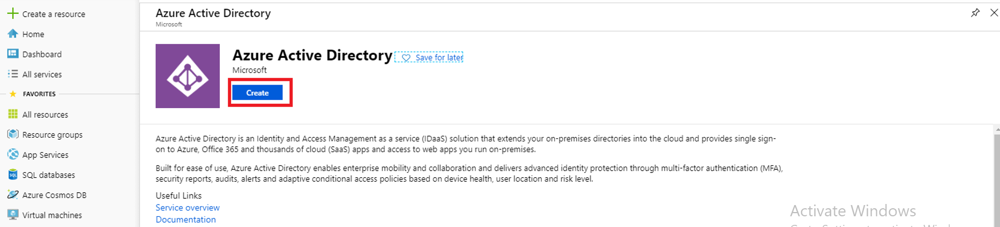 Create a resource
Home
Dashboard
All services
FAVORITES
All resources
Resource groups
App Services
SQL databases
Azure Cosmos DB
Virtual machines
Azure Active Directory
Microsoft
Azure Active Directory
Save for later
Microsoft
Create
Azure Active Directory is an Identity and Access Management as a service (IDaaS) solution that extends your on-premises directories into the cloud and provides single sign-
on to Azure, Office 365 and thousands of cloud (SaaS) apps and access to web apps you run on-premises.
Built for ease of use, Azure Active Directory enables enterprise mobility and collaboration and delivers advanced identity protection through multi-factor authentication (MFA),
security reports, audits, alerts and adaptive conditional access policies based on device health, user location and risk level.
Useful Links
Service overview
Documentation
Activate Windows